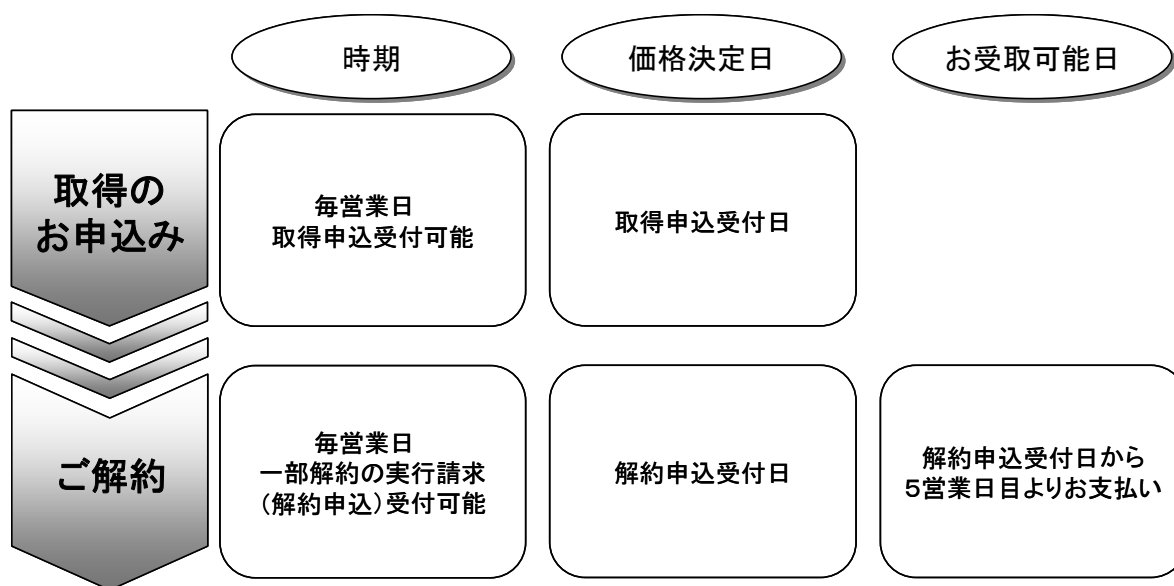 時期
価格決定日
お受取可能日
取得の
お申込み
毎営業日
取得申込受付可能
取得申込受付日
ご解約
毎営業日
一部解約の実行請求
(解約申込)受付可能
解約申込受付日
解約申込受付日から
5営業日目よりお支払い